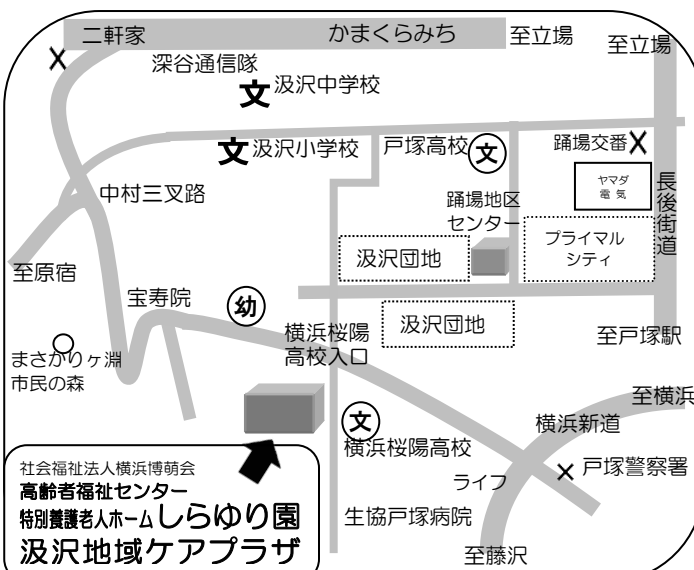 二軒家
かまくらみち
至立場
至立場
深谷通信隊
文 汲沢中学校
文 汲沢小学校
戸塚高校 文
踊場交番
ヤマダ
電気
長後街道
中村三叉路
踊場地区
センター
プライマル
シティ
汲沢団地
至原宿
宝寿院
幼
汲沢団地
横浜桜陽
高校入口
至戸塚駅
まさかりヶ淵
市民の森
至横浜
横浜新道
文
横浜桜陽高校
戸塚警察署
ライフ
生協戸塚病院
至藤沢
社会福祉法人横浜博萌会
高齢者福祉センター
特別養護老人ホームしらゆり園
汲沢地域ケアプラザ